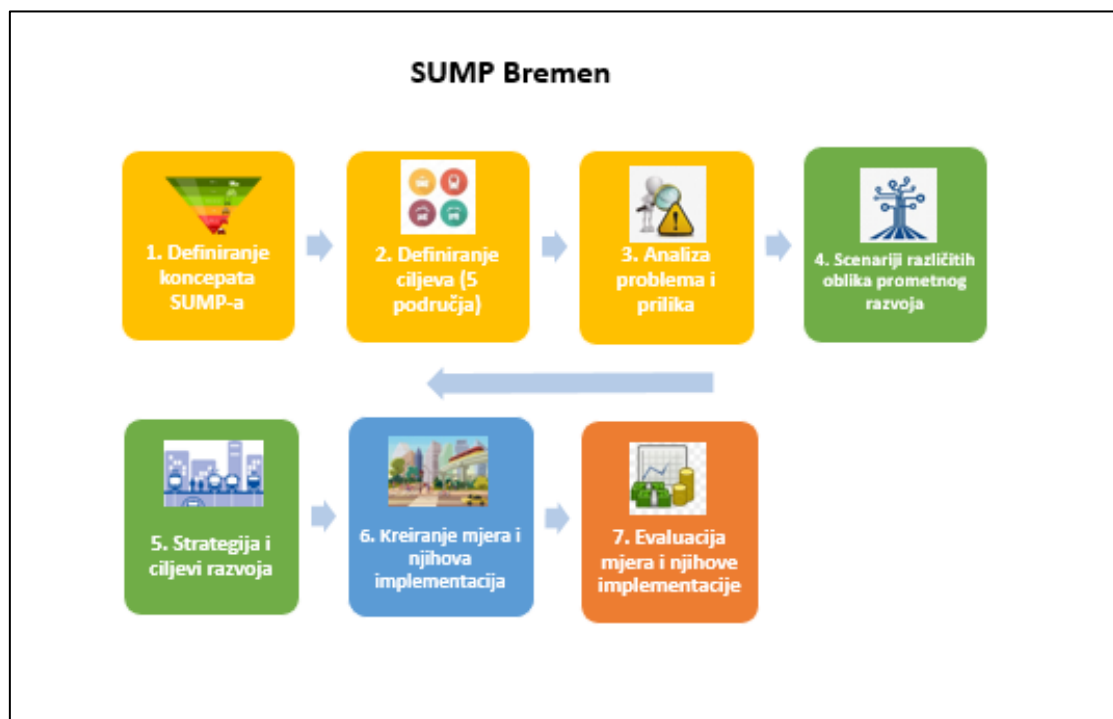 SUMP Bremen
1. Definiranje
koncepata
SUMP-a
2. Definiranje
ciljeva (5
područja)
3. Analiza
problema i
prilika
4. Scenariji različitih
oblika prometnog
razvoja
5. Strategija i
ciljevi razvoja
6. Kreiranje mjera i
njihova
implementacija
7. Evaluacija
mjera i njihove
implementacije